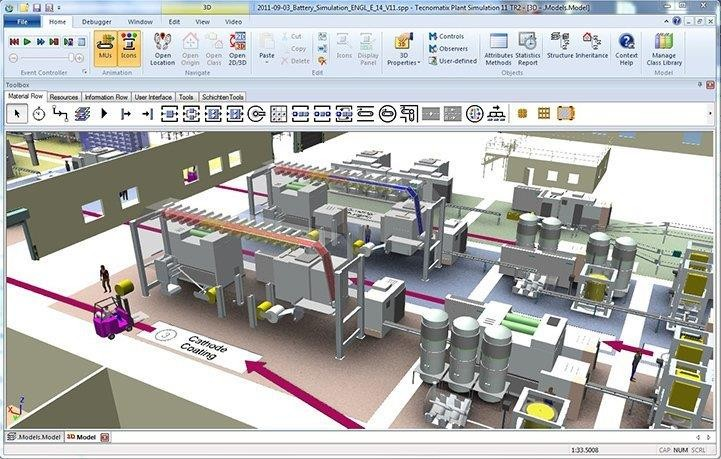 3D
2011-09-03_Battery_Simulation_ENGL_E_14_V11.spp - Tecnomatix Plant Simulation 11 TR2 - [3D - .Models.Model]
File Home Debugger Window Edit View Video
MUs
Icons
Open Location
Open Origin
Open Class
Open 2D/3D
Paste
Cut
Copy
Delete
Icons
Display Panel
3D Properties
Controls
Observers
User-defined
Attributes Methods
Statistics Report
Structure
Inheritance
Context Help
Manage Class Library
Event Controller Animation Navigate Edit Objects Model
Toolbox
Material Flow Resources Information Flow User Interface Tools SchichtenTools
3
Cathode
Coating
Z
X
.Models.Model 3D Model
1:33.5008 CAP NUM SCRL